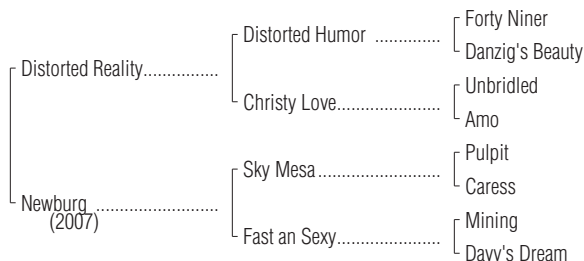 Forty Niner
Distorted Humor ..............
Danzig's Beauty
Distorted Reality................
Unbridled
Christy Love......................
Amo
Pulpit
Sky Mesa..........................
Caress
Newburg ..........................
(2007)
Mining
Fast an Sexy......................
Davy's Dream